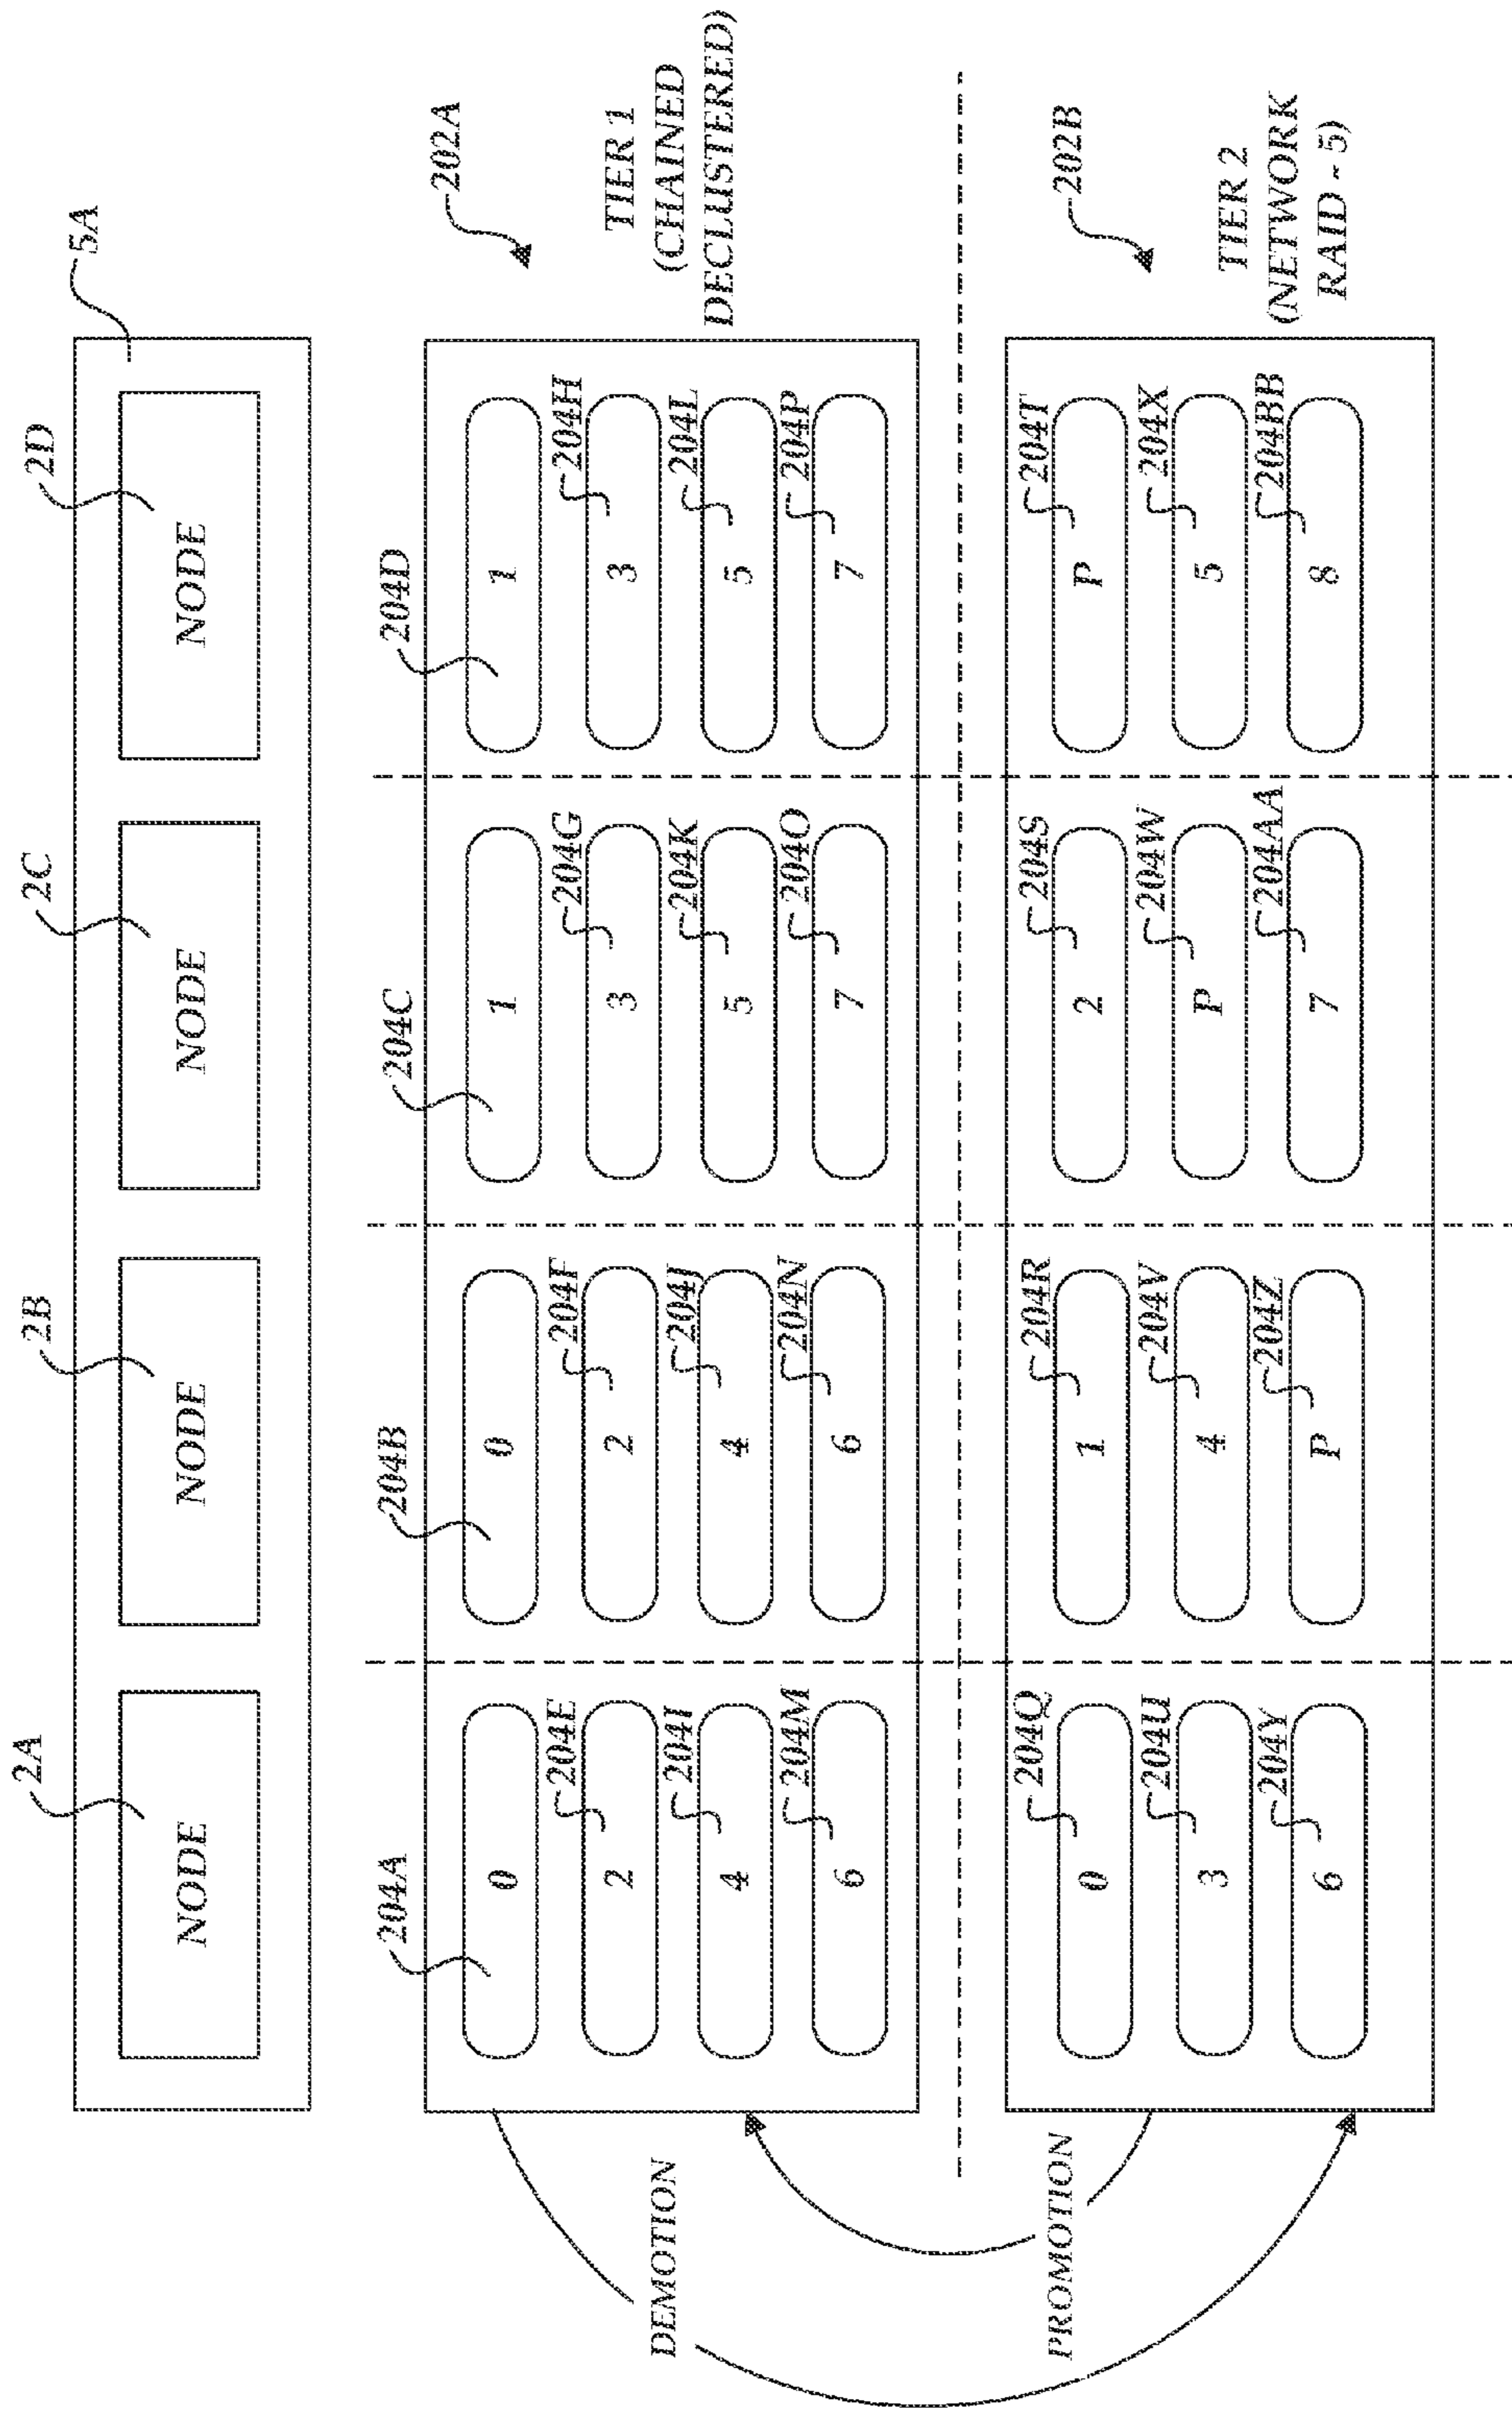 5A
2A
2B
2C
2D
NODE
NODE
NODE
NODE
202A
TIER 1
(CHAINED
DECLUSTERED)
204A
204B
204C
204D
0
0
1
1
204E
204F
204G
204H
2
2
3
3
204I
204J
204K
204L
4
4
5
5
204M
204N
204O
204P
6
6
7
7
DEMOTION
PROMOTION
202B
TIER 2
(NETWORK
RAID ~ 5)
204Q
204R
204S
204T
0
1
2
P
204U
204V
204W
204X
3
4
P
5
204Y
204Z
204AA
204BB
6
P
7
8